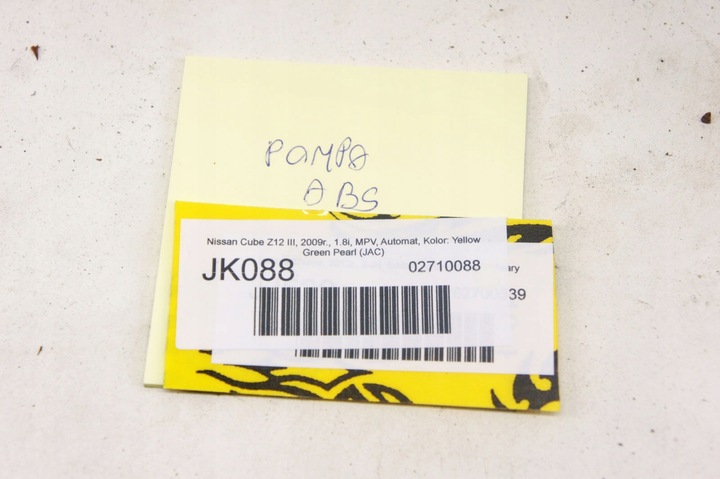 POMPA
ABS
Nissan Cube Z12 III, 2009r., 1.8i, MPV, Automat, Kolor: Yellow
Green Pearl (JAC)
JK088 02710088
39